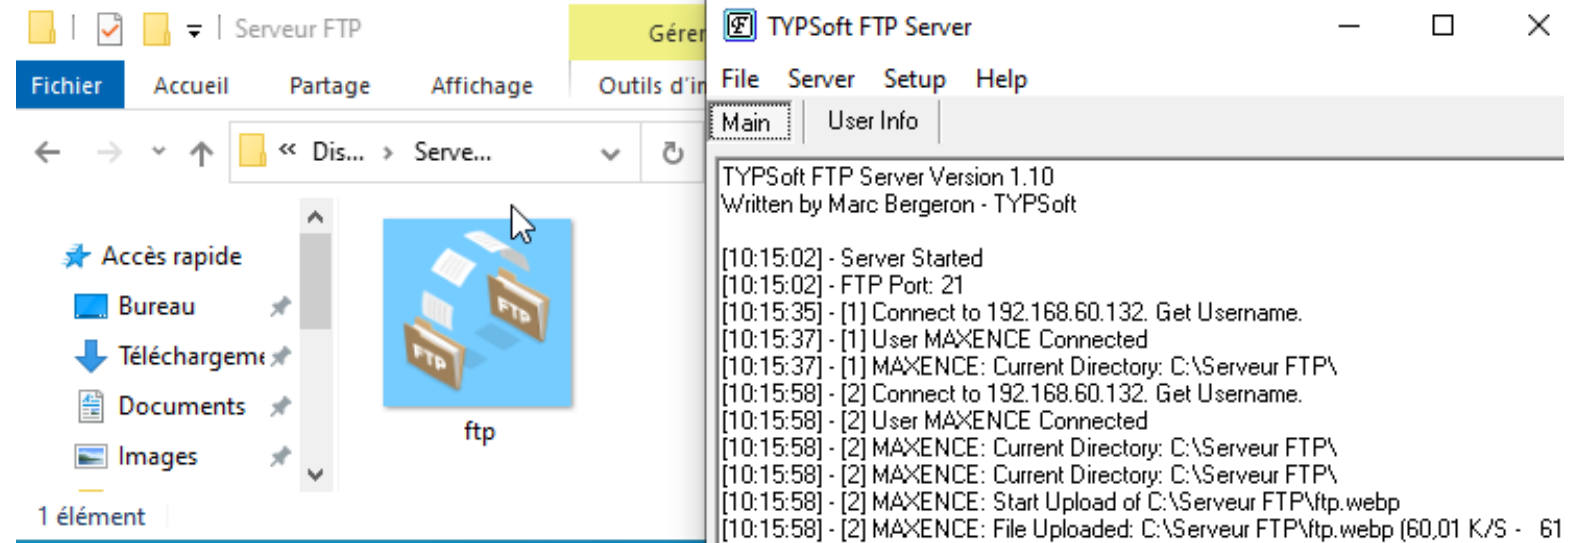 Serveur FTP
Gérer
Fichier
Accueil
Partage
Affichage
Outils d'in
« Dis... > Serve...
Accès rapide
Bureau
Téléchargeme
Documents
Images
FTP
FTP
ftp
1 élément
TYPSoft FTP Server
File Server Setup Help
Main User Info
TYPSoft FTP Server Version 1.10
Written by Marc Bergeron - TYPSoft
[10:15:02] - Server Started
[10:15:02] - FTP Port: 21
[10:15:35] - [1] Connect to 192.168.60.132. Get Username.
[10:15:37] - [1] User MAXENCE Connected
[10:15:37] - [1] MAXENCE: Current Directory: C:\Serveur FTP\
[10:15:58] - [2] Connect to 192.168.60.132. Get Username.
[10:15:58] - [2] User MAXENCE Connected
[10:15:58] - [2] MAXENCE: Current Directory: C:\Serveur FTP\
[10:15:58] - [2] MAXENCE: Current Directory: C:\Serveur FTP\
[10:15:58] - [2] MAXENCE: Start Upload of C:\Serveur FTP\ftp.webp
[10:15:58] - [2] MAXENCE: File Uploaded: C:\Serveur FTP\ftp.webp (60,01 K/S - 61